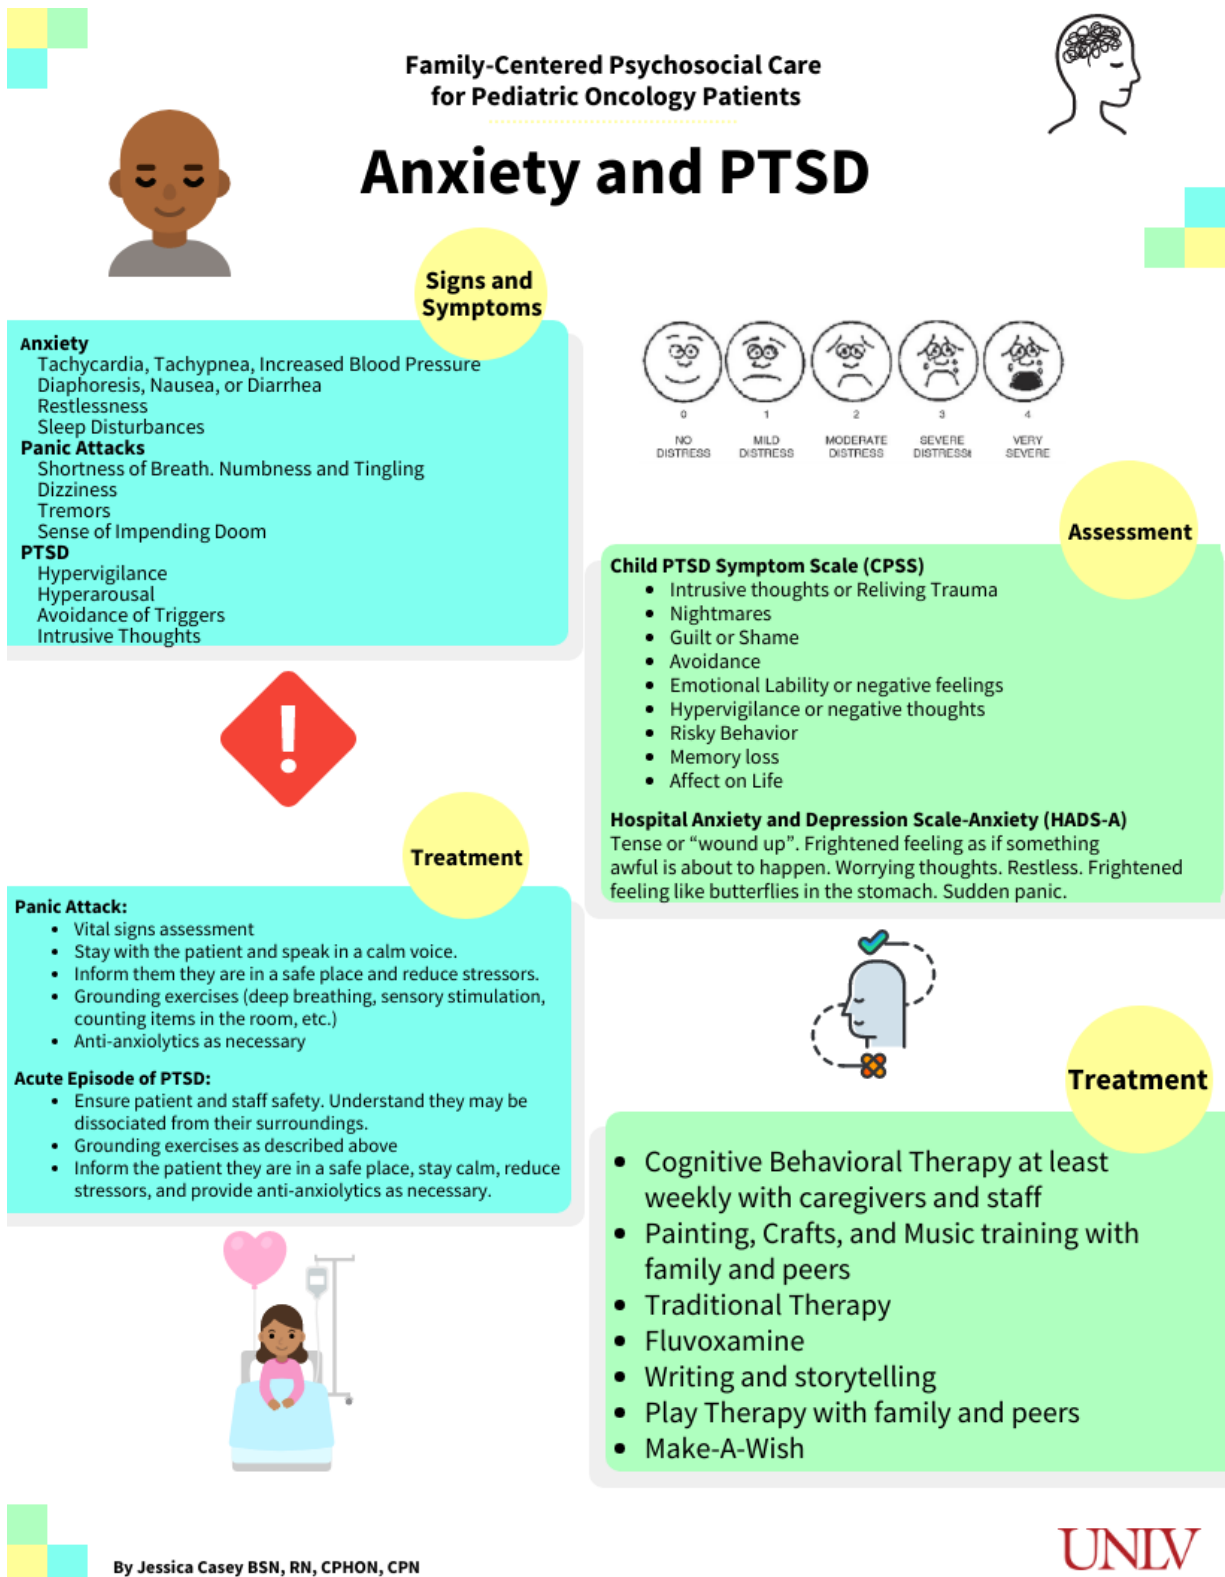 Family-Centered Psychosocial Care
for Pediatric Oncology Patients
Anxiety and PTSD
Signs and
Symptoms
Anxiety
Tachycardia, Tachypnea, Increased Blood Pressure
Diaphoresis, Nausea, or Diarrhea
Restlessness
Sleep Disturbances
Panic Attacks
Shortness of Breath. Numbness and Tingling
Dizziness
Tremors
Sense of Impending Doom
PTSD
Hypervigilance
Hyperarousal
Avoidance of Triggers
Intrusive Thoughts
0 1 2 3 4
NO MILD MODERATE SEVERE VERY
DISTRESS DISTRESS DISTRESS DISTRESSt SEVERE
Assessment
Child PTSD Symptom Scale (CPSS)
• Intrusive thoughts or Reliving Trauma
• Nightmares
• Guilt or Shame
• Avoidance
• Emotional Lability or negative feelings
• Hypervigilance or negative thoughts
• Risky Behavior
• Memory loss
• Affect on Life
Hospital Anxiety and Depression Scale-Anxiety (HADS-A)
Tense or “wound up”. Frightened feeling as if something
awful is about to happen. Worrying thoughts. Restless. Frightened
feeling like butterflies in the stomach. Sudden panic.
Treatment
Panic Attack:
• Vital signs assessment
• Stay with the patient and speak in a calm voice.
• Inform them they are in a safe place and reduce stressors.
• Grounding exercises (deep breathing, sensory stimulation,
counting items in the room, etc.)
• Anti-anxiolytics as necessary
Acute Episode of PTSD:
• Ensure patient and staff safety. Understand they may be
dissociated from their surroundings.
• Grounding exercises as described above
• Inform the patient they are in a safe place, stay calm, reduce
stressors, and provide anti-anxiolytics as necessary.
Treatment
• Cognitive Behavioral Therapy at least
weekly with caregivers and staff
• Painting, Crafts, and Music training with
family and peers
• Traditional Therapy
• Fluvoxamine
• Writing and storytelling
• Play Therapy with family and peers
• Make-A-Wish
By Jessica Casey BSN, RN, CPHON, CPN
UNLV